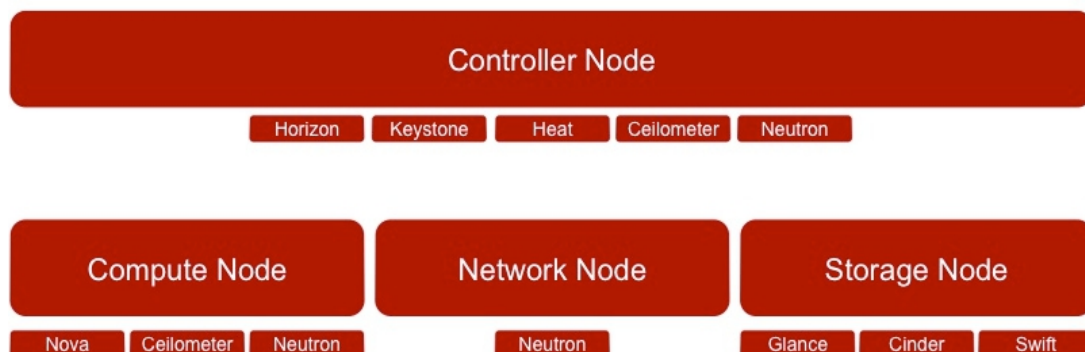 Controller Node
Horizon Keystone Heat Ceilometer Neutron
Compute Node Network Node Storage Node
Nova Ceilometer Neutron Neutron Glance Cinder Swift